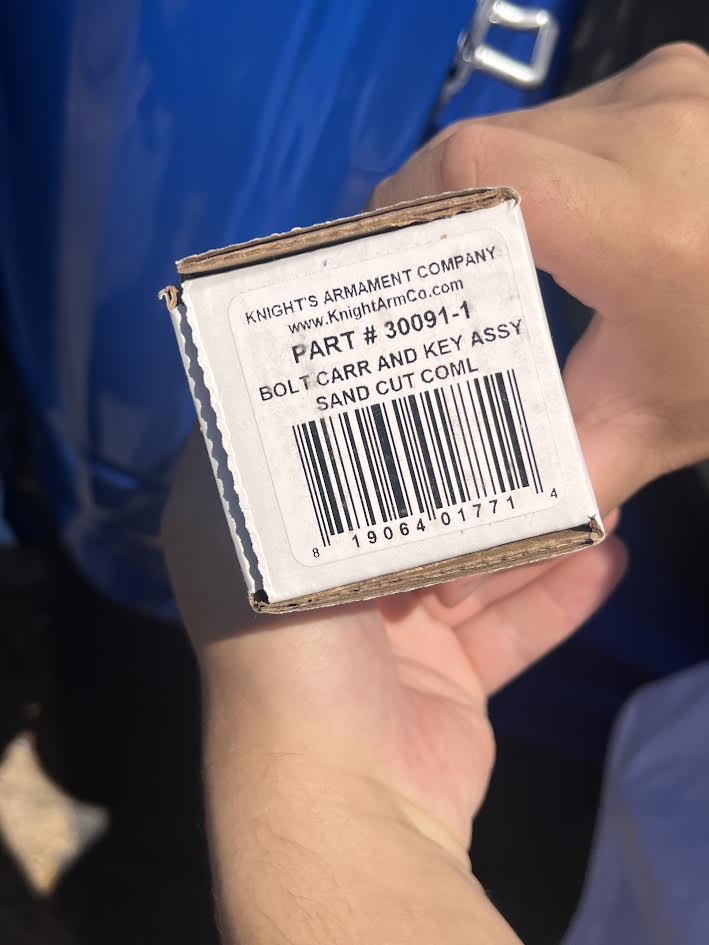 KNIGHT'S ARMAMENT COMPANY
www.KnightArmCo.com
PART # 30091-1
BOLT CARR AND KEY ASSY
SAND CUT COML
8 19064 01771 4